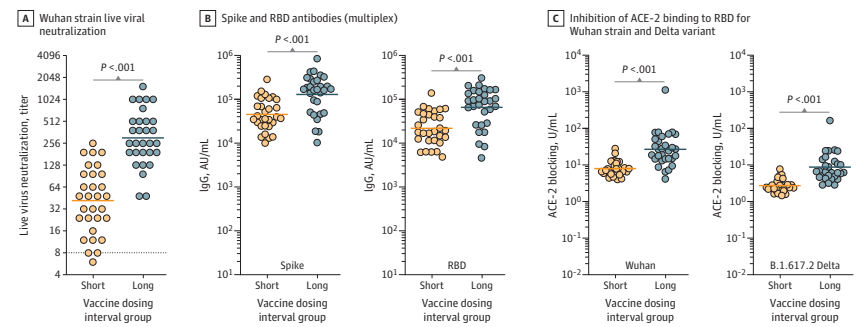 A Wuhan strain live viral
neutralization
Live virus neutralization, titer
4096
2048
1024
512
256
128
64
32
16
8
4
P <.001
Short Long
Vaccine dosing
interval group
B Spike and RBD antibodies (multiplex)
IgG, AU/mL
10⁶
10⁵
10⁴
10³
10²
10¹
P <.001
Spike
Short Long
Vaccine dosing
interval group
IgG, AU/mL
10⁶
10⁵
10⁴
10³
10²
10¹
P <.001
RBD
Short Long
Vaccine dosing
interval group
C Inhibition of ACE-2 binding to RBD for
Wuhan strain and Delta variant
ACE-2 blocking, U/mL
10⁴
10³
10²
10¹
10⁰
10⁻¹
10⁻²
P <.001
Wuhan
Short Long
Vaccine dosing
interval group
ACE-2 blocking, U/mL
10⁴
10³
10²
10¹
10⁰
10⁻¹
10⁻²
P <.001
B.1.617.2 Delta
Short Long
Vaccine dosing
interval group